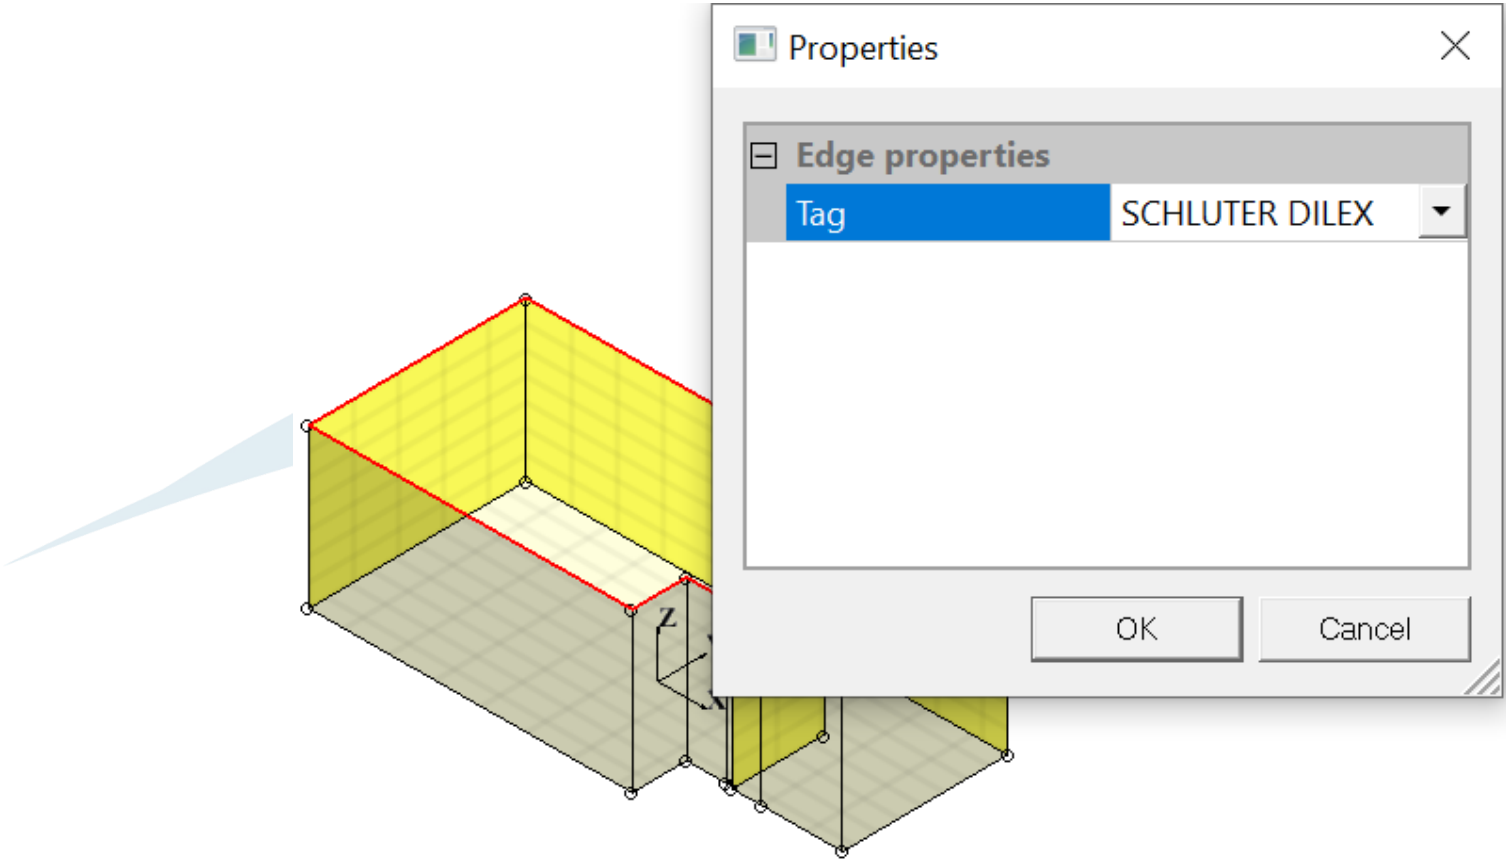 Properties
Edge properties
Tag SCHLUTER DILEX
OK Cancel
Z
X